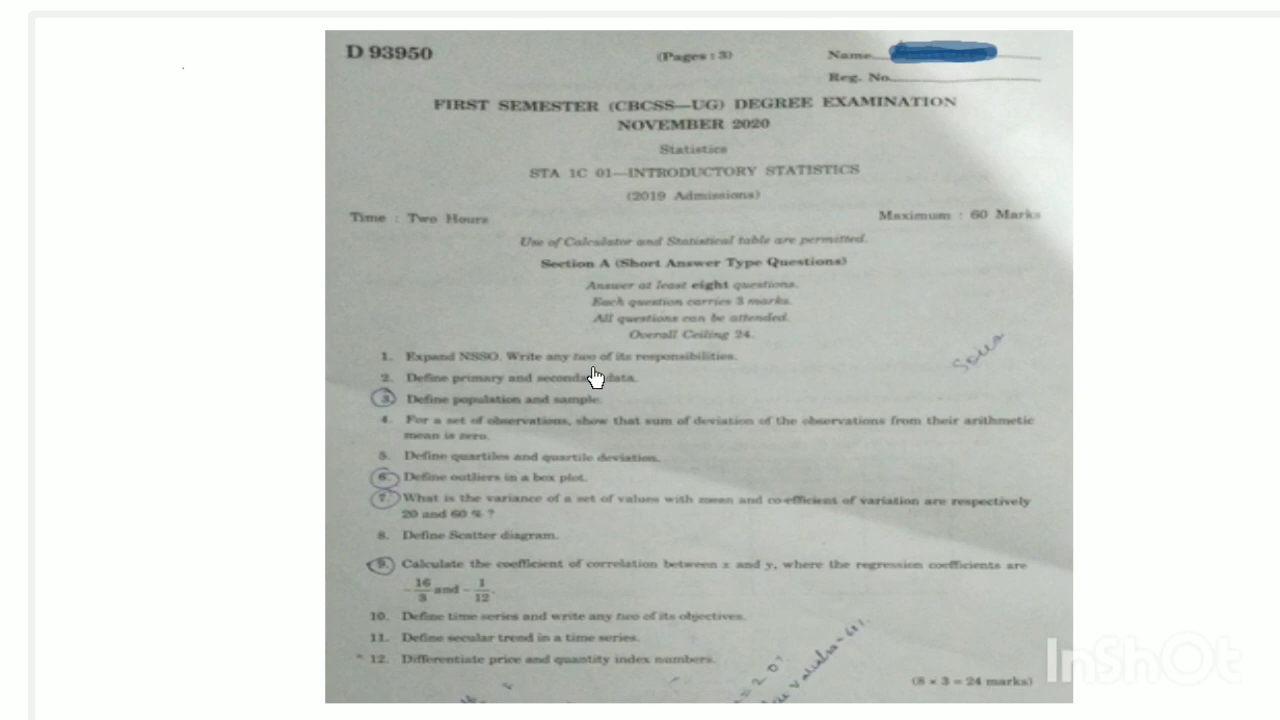 D 93950
(Pages : 3)
Name
Reg. No.
FIRST SEMESTER (CBCSS—UG) DEGREE EXAMINATION
NOVEMBER 2020
Statistics
STA 1C 01—INTRODUCTORY STATISTICS
(2019 Admissions)
Time : Two Hours
Maximum : 60 Marks
Use of Calculator and Statistical table are permitted.
Section A (Short Answer Type Questions)
Answer at least eight questions.
Each question carries 3 marks.
All questions can be attended.
Overall Ceiling 24.
1. Expand NSSO. Write any two of its responsibilities.
2. Define primary and data.
3. Define population and sample.
4. For a set of observations, show that sum of deviation of the observations from their arithmetic
mean is zero.
5. Define quartiles and quartile deviation.
6. Define outliers in a box plot.
7. What is the variance of a set of values with mean and co-efficient of variation are respectively
20 and 60 % ?
8. Define Scatter diagram.
9. Calculate the coefficient of correlation between x and y, where the regression coefficients are
-16/3 and -1/12.
10. Define time series and write any two of its objectives.
11. Define secular trend in a time series.
12. Differentiate price and quantity index numbers.
(8 × 3 = 24 marks)
InShOt